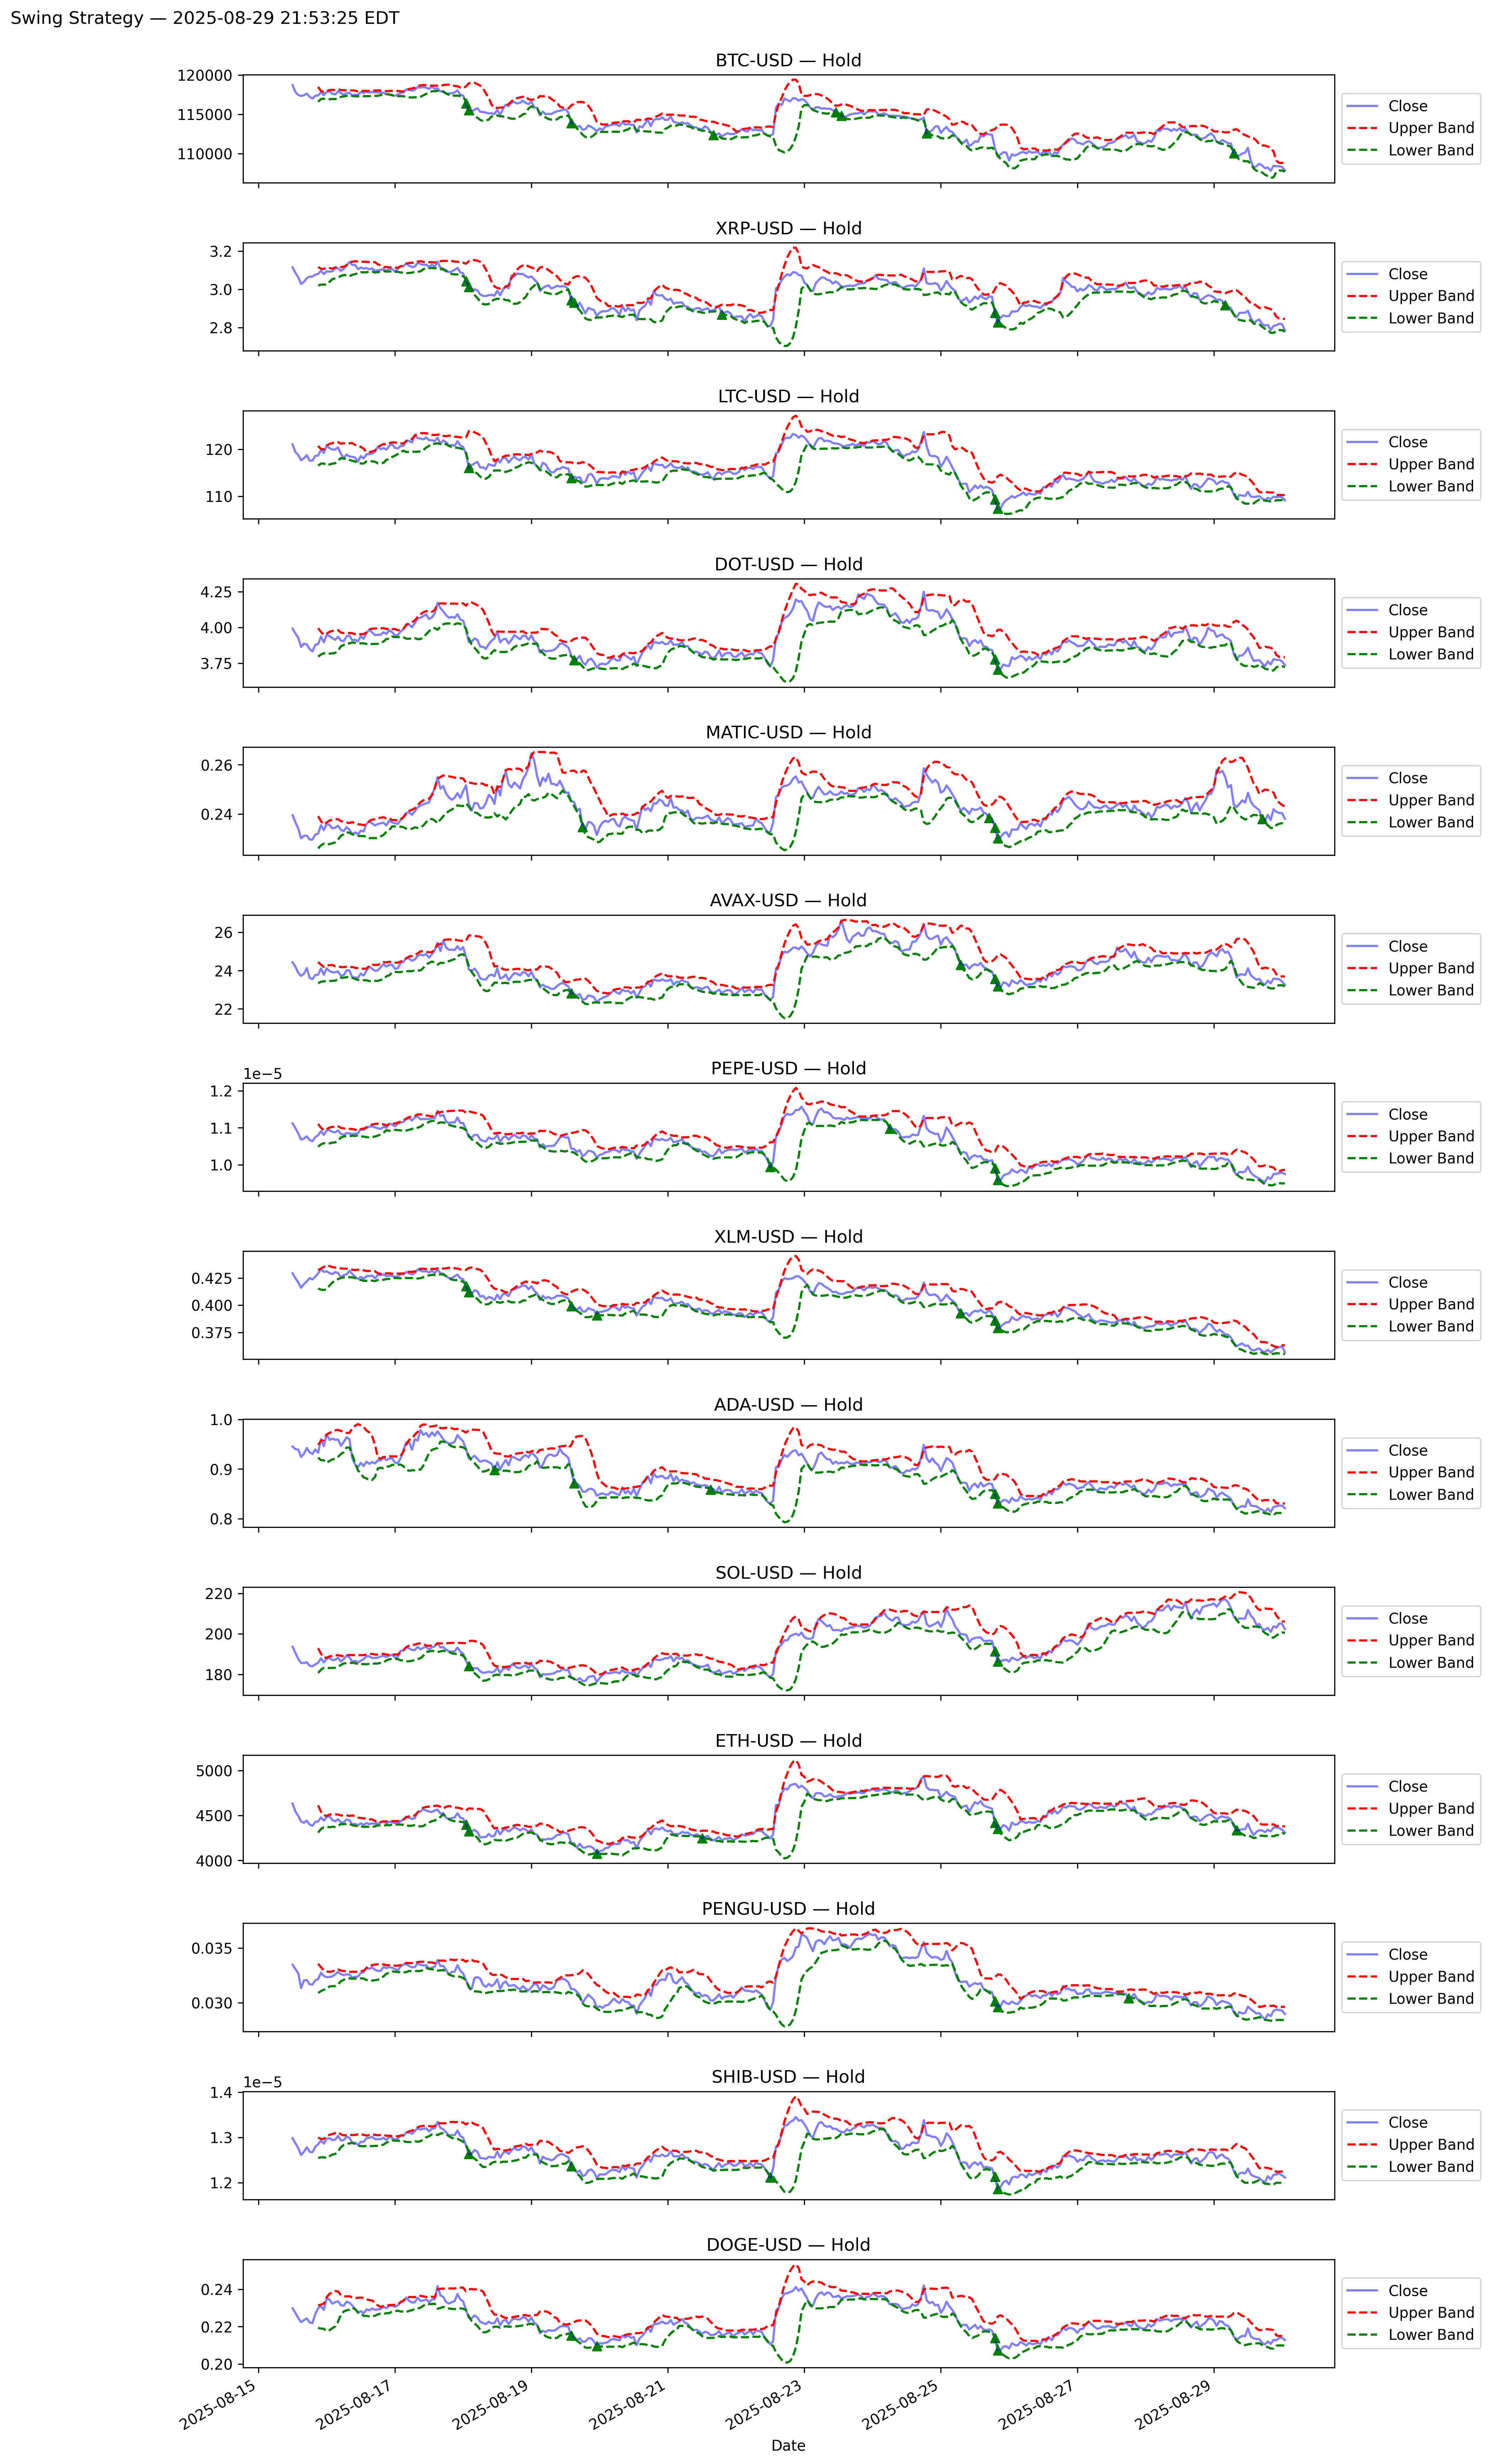 Swing Strategy — 2025-08-29 21:53:25 EDT
BTC-USD — Hold
120000
115000
110000
Close
Upper Band
Lower Band
XRP-USD — Hold
3.2
3.0
2.8
Close
Upper Band
Lower Band
LTC-USD — Hold
120
110
Close
Upper Band
Lower Band
DOT-USD — Hold
4.25
4.00
3.75
Close
Upper Band
Lower Band
MATIC-USD — Hold
0.26
0.24
Close
Upper Band
Lower Band
AVAX-USD — Hold
26
24
22
Close
Upper Band
Lower Band
PEPE-USD — Hold
1e−5
1.2
1.1
1.0
Close
Upper Band
Lower Band
XLM-USD — Hold
0.425
0.400
0.375
Close
Upper Band
Lower Band
ADA-USD — Hold
1.0
0.9
0.8
Close
Upper Band
Lower Band
SOL-USD — Hold
220
200
180
Close
Upper Band
Lower Band
ETH-USD — Hold
5000
4500
4000
Close
Upper Band
Lower Band
PENGU-USD — Hold
0.035
0.030
Close
Upper Band
Lower Band
SHIB-USD — Hold
1e−5
1.4
1.3
1.2
Close
Upper Band
Lower Band
DOGE-USD — Hold
0.24
0.22
0.20
Close
Upper Band
Lower Band
2025-08-15
2025-08-17
2025-08-19
2025-08-21
2025-08-23
2025-08-25
2025-08-27
2025-08-29
Date